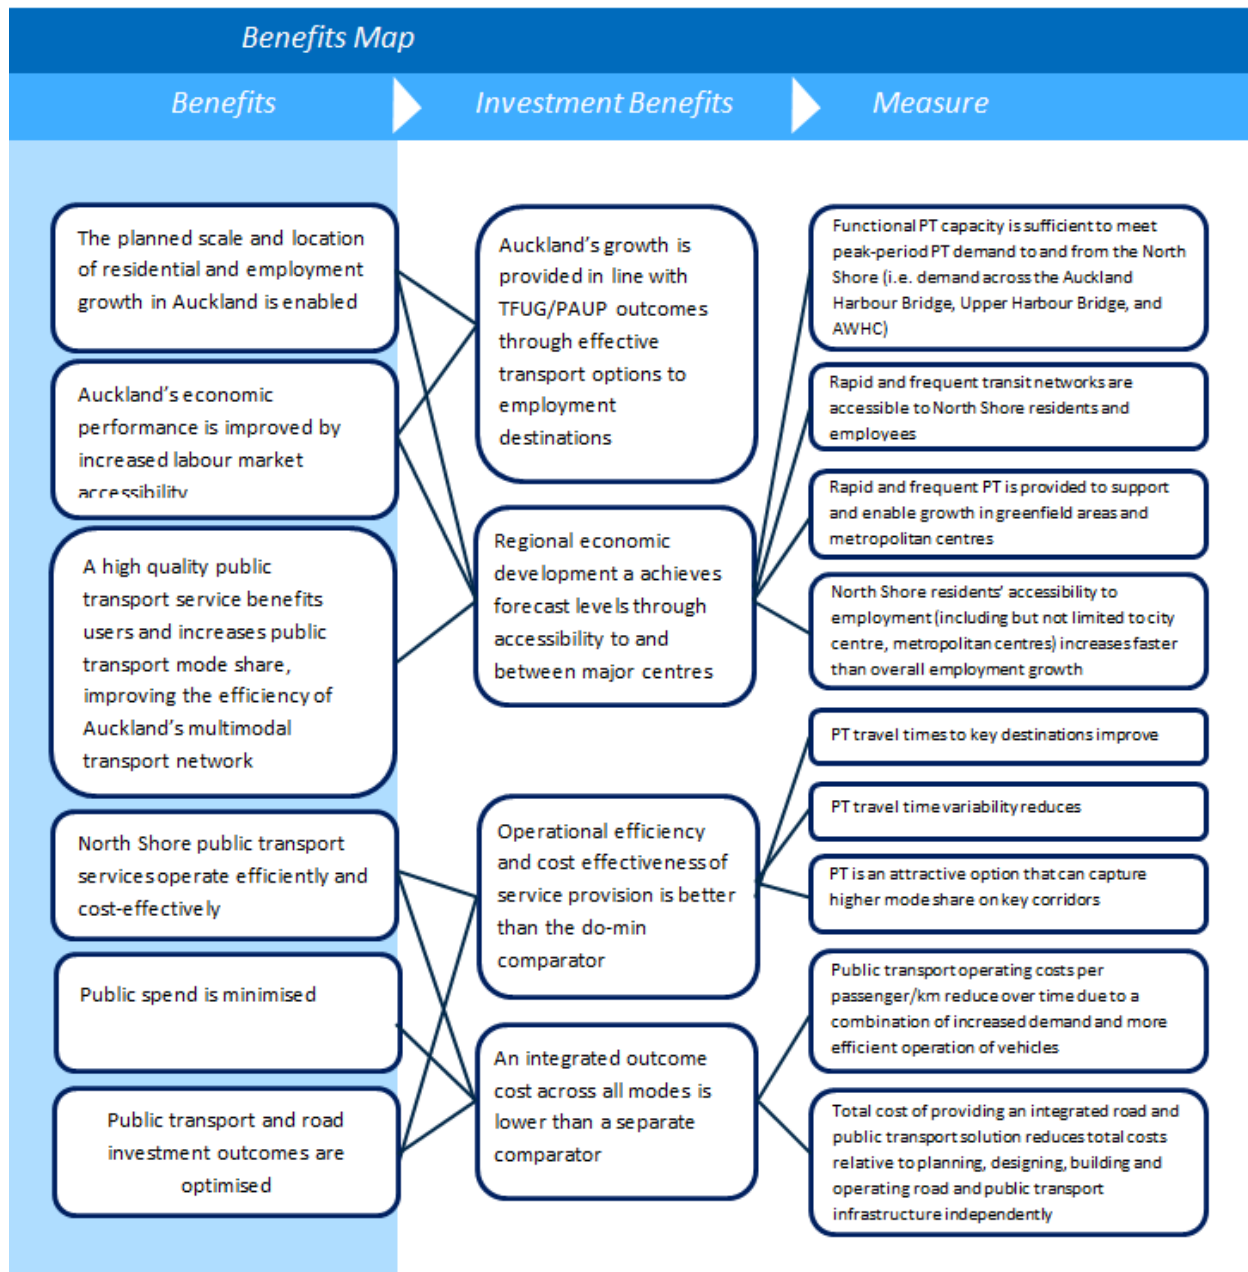 Benefits Map
Benefits
Investment Benefits
Measure
The planned scale and location
of residential and employment
growth in Auckland is enabled
Auckland's economic
performance is improved by
increased labour market
accessibility
A high quality public
transport service benefits
users and increases public
transport mode share,
improving the efficiency of
Auckland's multimodal
transport network
North Shore public transport
services operate efficiently and
cost-effectively
Public spend is minimised
Public transport and road
investment outcomes are
optimised
Auckland's growth is
provided in line with
TFUG/PAUP outcomes
through effective
transport options to
employment
destinations
Regional economic
development a achieves
forecast levels through
accessibility to and
between major centres
Operational efficiency
and cost effectiveness of
service provision is better
than the do-min
comparator
An integrated outcome
cost across all modes is
lower than a separate
comparator
Functional PT capacity is sufficient to meet
peak-period PT demand to and from the North
Shore (i.e. demand across the Auckland
Harbour Bridge, Upper Harbour Bridge, and
AWHC)
Rapid and frequent transit networks are
accessible to North Shore residents and
employees
Rapid and frequent PT is provided to support
and enable growth in greenfield areas and
metropolitan centres
North Shore residents' accessibility to
employment (including but not limited to city
centre, metropolitan centres) increases faster
than overall employment growth
PT travel times to key destinations improve
PT travel time variability reduces
PT is an attractive option that can capture
higher mode share on key corridors
Public transport operating costs per
passenger/km reduce over time due to a
combination of increased demand and more
efficient operation of vehicles
Total cost of providing an integrated road and
public transport solution reduces total costs
relative to planning, designing, building and
operating road and public transport
infrastructure independently